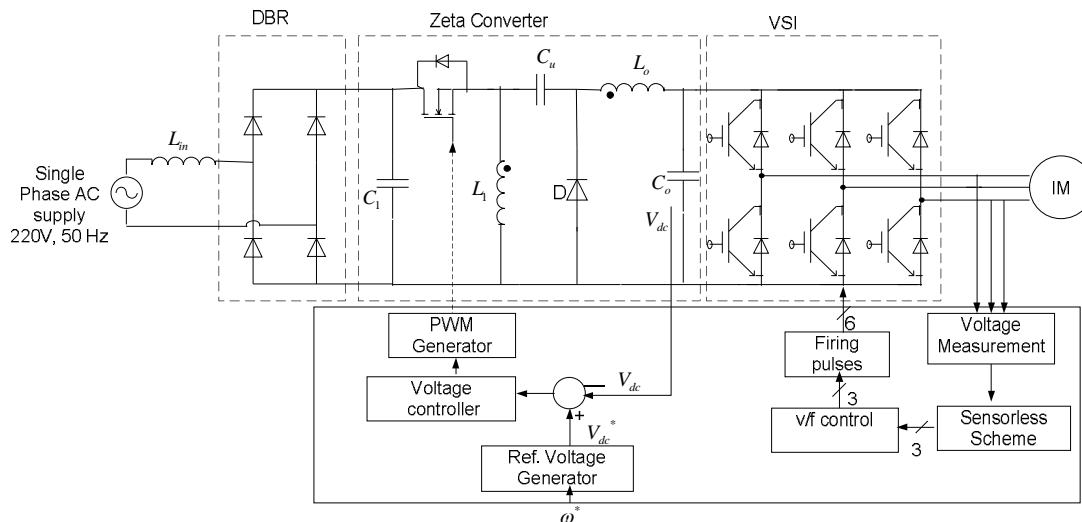 DBR
Zeta Converter
VSI
C_u
L_o
L_in
Single
Phase AC
supply
220V, 50 Hz
C_1
L_1
D
C_o
V_dc
IM
PWM
Generator
Voltage
controller
V_dc
+
V_dc^*
Ref. Voltage
Generator
ω^*
6
Firing
pulses
3
v/f control
3
Voltage
Measurement
Sensorless
Scheme